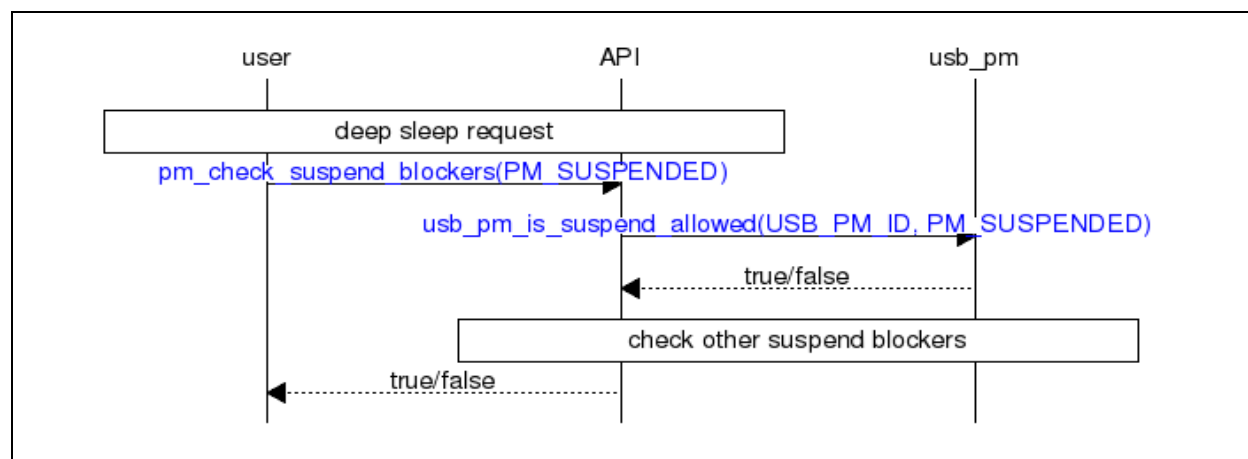 user API usb_pm
deep sleep request
pm_check_suspend_blockers(PM_SUSPENDED)
usb_pm_is_suspend_allowed(USB_PM_ID, PM_SUSPENDED)
true/false
check other suspend blockers
true/false